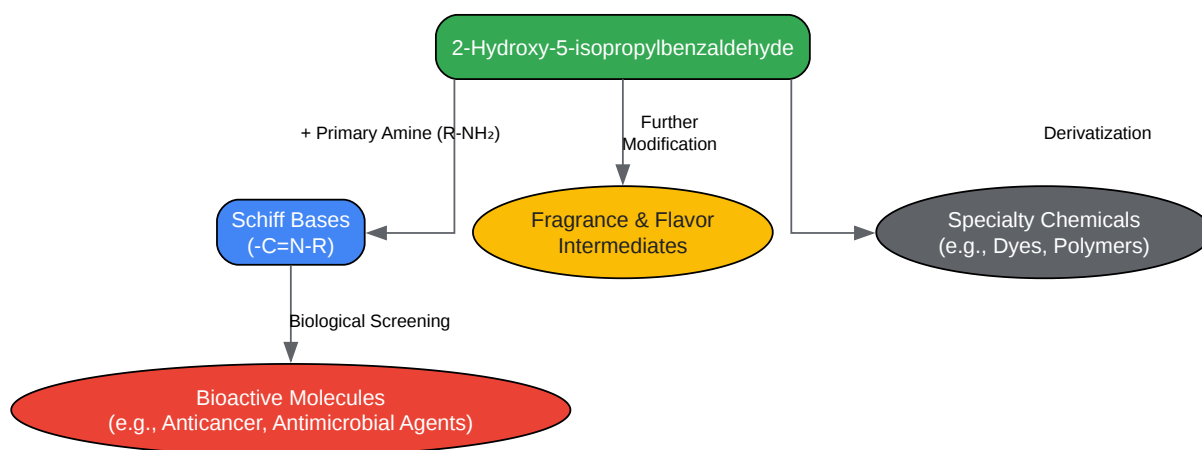 2-Hydroxy-5-isopropylbenzaldehyde
+ Primary Amine (R-NH₂)
Further
Modification
Derivatization
Schiff Bases
(-C=N-R)
Fragrance & Flavor
Intermediates
Specialty Chemicals
(e.g., Dyes, Polymers)
Biological Screening
Bioactive Molecules
(e.g., Anticancer, Antimicrobial Agents)